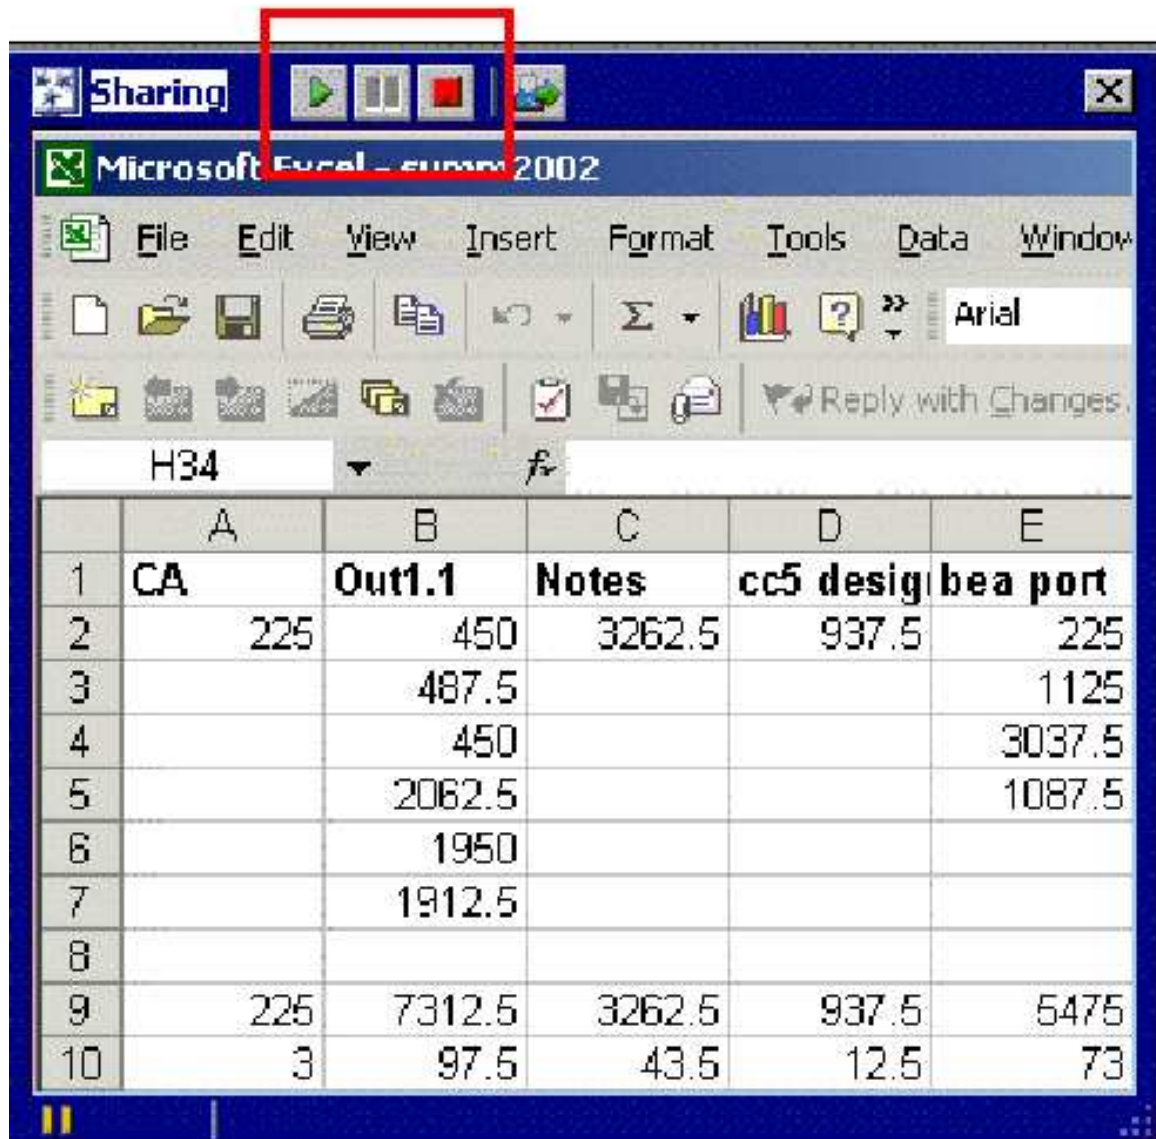 Sharing
Microsoft Excel - summ2002
File Edit View Insert Format Tools Data Window
Σ ? » Arial
Reply with Changes.
H34 fx
A B C D E
1 CA Out1.1 Notes cc5 desig bea port
2 225 450 3262.5 937.5 225
3 487.5 1125
4 450 3037.5
5 2062.5 1087.5
6 1950
7 1912.5
8
9 225 7312.5 3262.5 937.5 5475
10 3 97.5 43.5 12.5 73